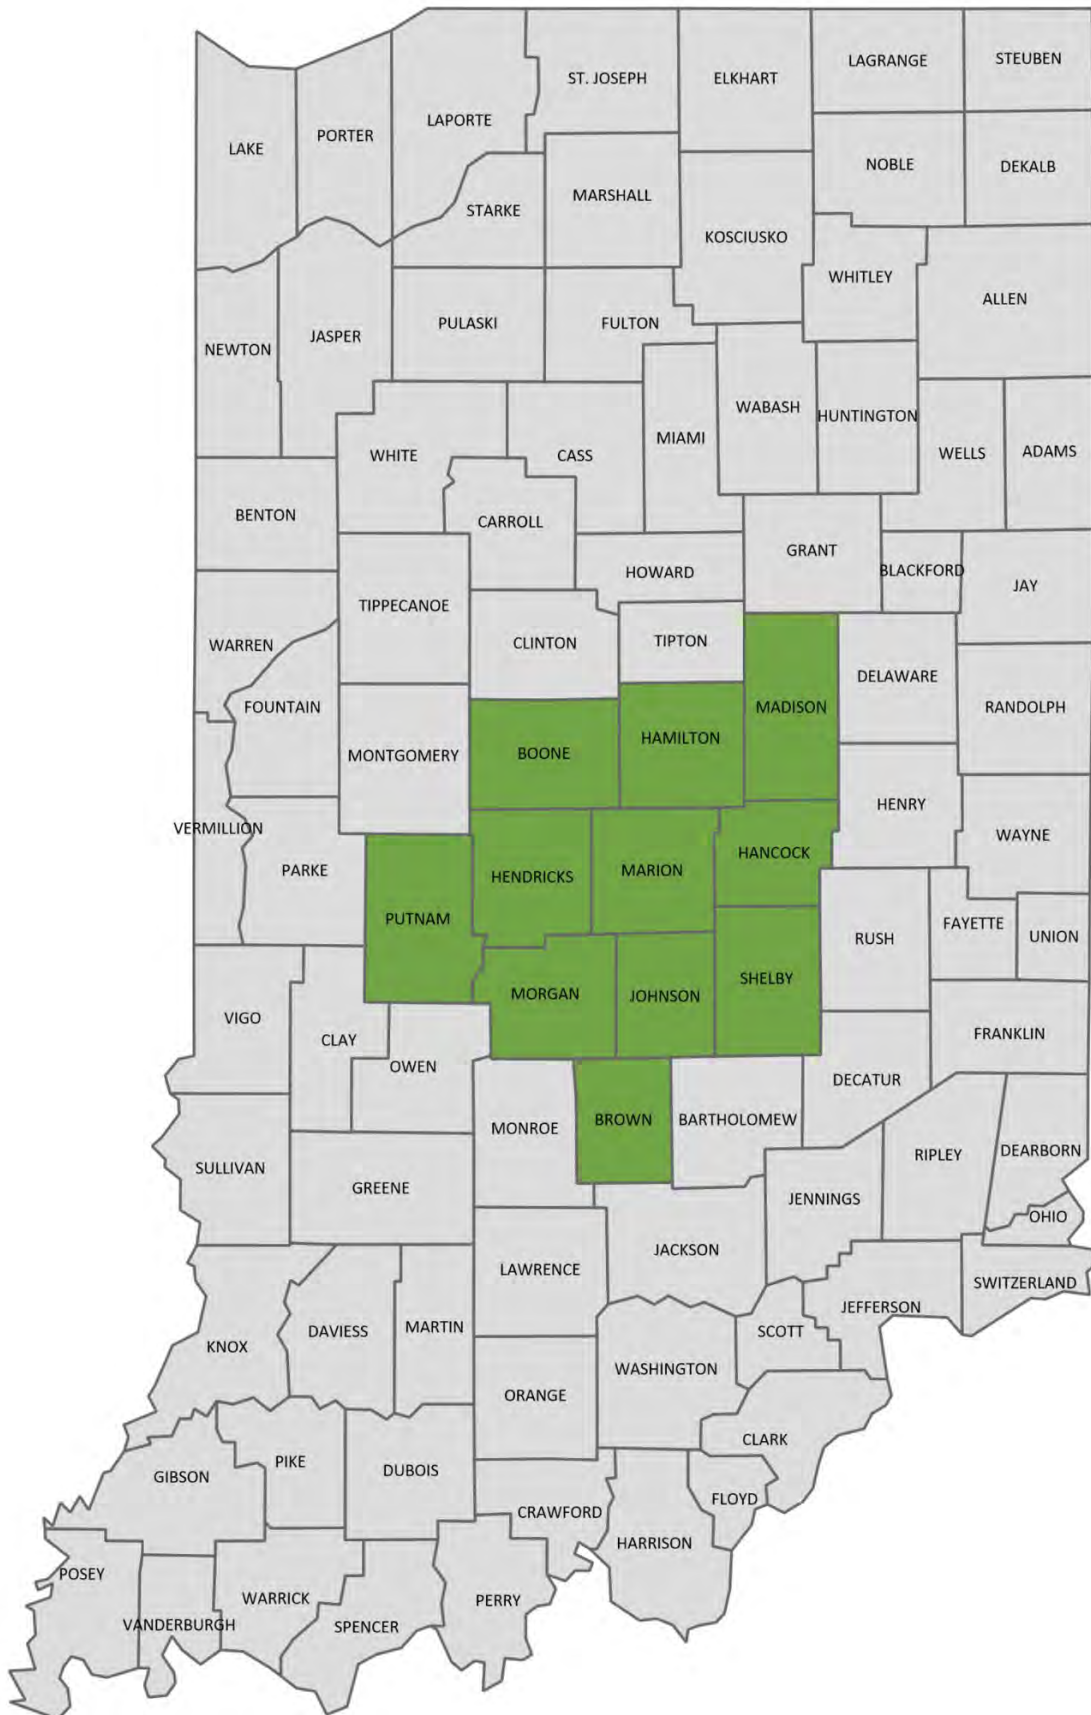 LAGRANGE
STEUBEN
ST. JOSEPH
ELKHART
LAPORTE
PORTER
LAKE
NOBLE
DEKALB
MARSHALL
STARKE
KOSCIUSKO
WHITLEY
ALLEN
PULASKI
FULTON
JASPER
NEWTON
WABASH
HUNTINGTON
MIAMI
WHITE
CASS
WELLS
ADAMS
BENTON
CARROLL
GRANT
HOWARD
BLACKFORD
JAY
TIPPECANOE
WARREN
CLINTON
TIPTON
DELAWARE
FOUNTAIN
MADISON
RANDOLPH
HAMILTON
BOONE
MONTGOMERY
HENRY
VERMILLION
WAYNE
HANCOCK
PARKE
HENDRICKS
MARION
PUTNAM
FAYETTE
UNION
RUSH
SHELBY
MORGAN
JOHNSON
VIGO
CLAY
FRANKLIN
OWEN
DECATUR
BROWN
BARTHOLOMEW
MONROE
SULLIVAN
RIPLEY
DEARBORN
GREENE
JENNINGS
OHIO
JACKSON
LAWRENCE
SWITZERLAND
JEFFERSON
MARTIN
DAVIESS
SCOTT
KNOX
WASHINGTON
ORANGE
CLARK
PIKE
DUBOIS
GIBSON
FLOYD
CRAWFORD
HARRISON
POSEY
WARRICK
PERRY
VANDERBURGH
SPENCER